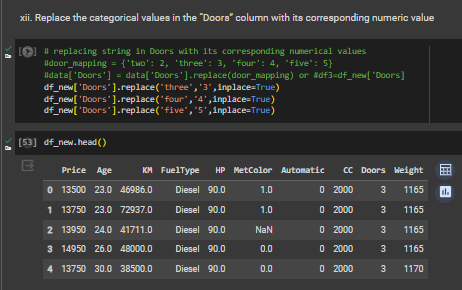 xii. Replace the categorical values in the “Doors” column with its corresponding numeric value
# replacing string in Doors with its corresponding numerical values
#door_mapping = {'two': 2, 'three': 3, 'four': 4, 'five': 5}
#data['Doors'] = data['Doors'].replace(door_mapping) or #df3=df_new['Doors]
df_new['Doors'].replace('three','3',inplace=True)
df_new['Doors'].replace('four','4',inplace=True)
df_new['Doors'].replace('five','5',inplace=True)
[53] df_new.head()
Price Age KM FuelType HP MetColor Automatic CC Doors Weight
0 13500 23.0 46986.0 Diesel 90.0 1.0 0 2000 3 1165
1 13750 23.0 72937.0 Diesel 90.0 1.0 0 2000 3 1165
2 13950 24.0 41711.0 Diesel 90.0 NaN 0 2000 3 1165
3 14950 26.0 48000.0 Diesel 90.0 0.0 0 2000 3 1165
4 13750 30.0 38500.0 Diesel 90.0 0.0 0 2000 3 1170